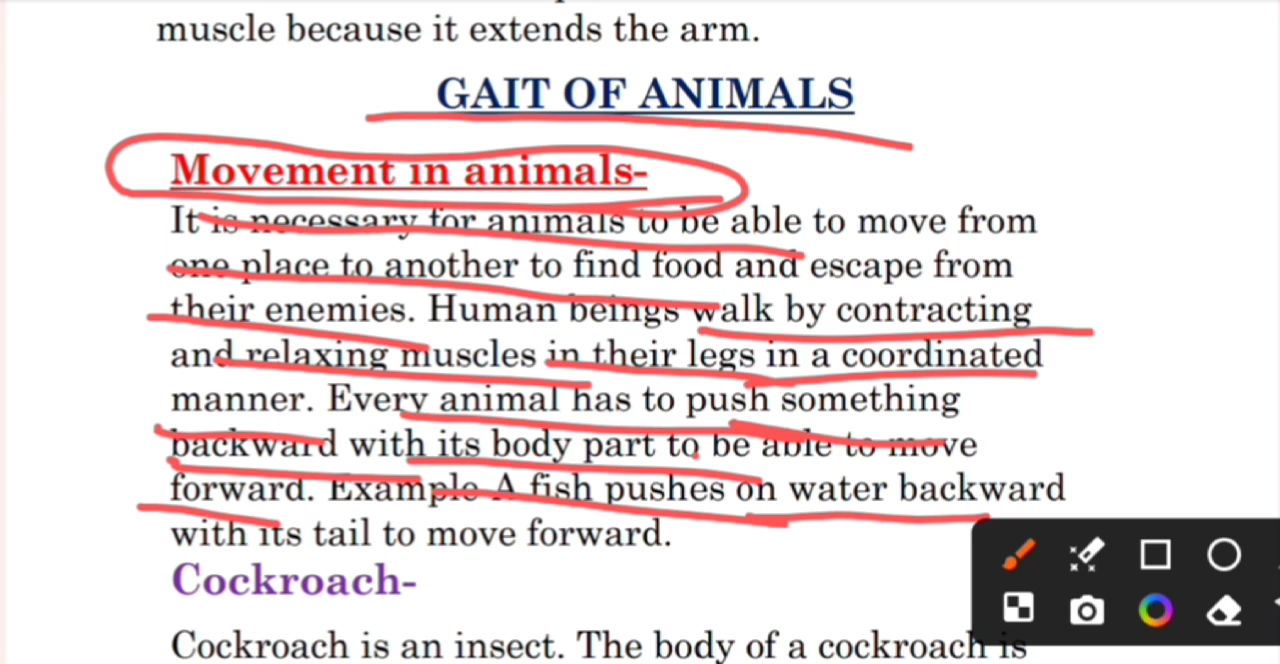 muscle because it extends the arm.
GAIT OF ANIMALS
Movement in animals-
It is necessary for animals to be able to move from
one place to another to find food and escape from
their enemies. Human beings walk by contracting
and relaxing muscles in their legs in a coordinated
manner. Every animal has to push something
backward with its body part to be able to move
forward. Example A fish pushes on water backward
with its tail to move forward.
Cockroach-
Cockroach is an insect. The body of a cockroach is